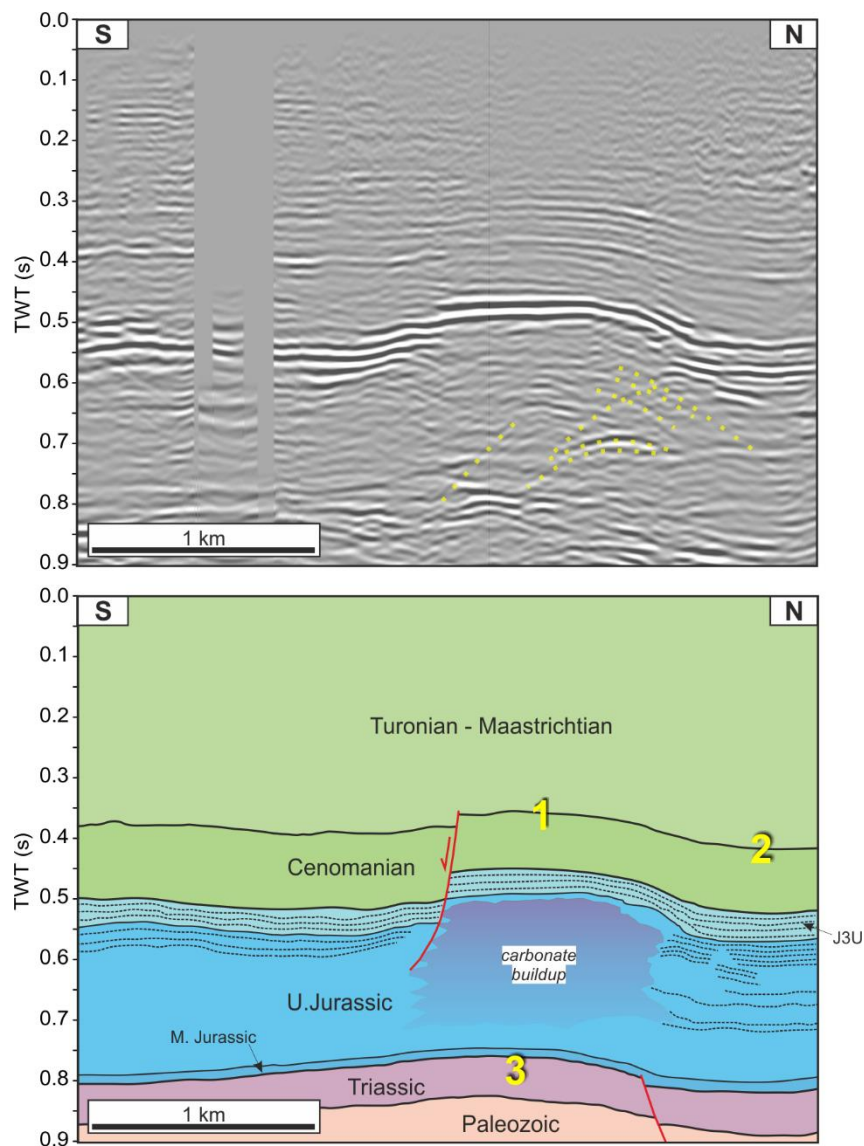 S
N
0.0
0.1
0.2
0.3
0.4
0.5
0.6
0.7
0.8
0.9
TWT (s)
1 km
S
N
0.0
0.1
0.2
0.3
0.4
0.5
0.6
0.7
0.8
0.9
TWT (s)
Turonian - Maastrichtian
1
2
Cenomanian
J3U
carbonate
buildup
U.Jurassic
M. Jurassic
3
Triassic
1 km
Paleozoic